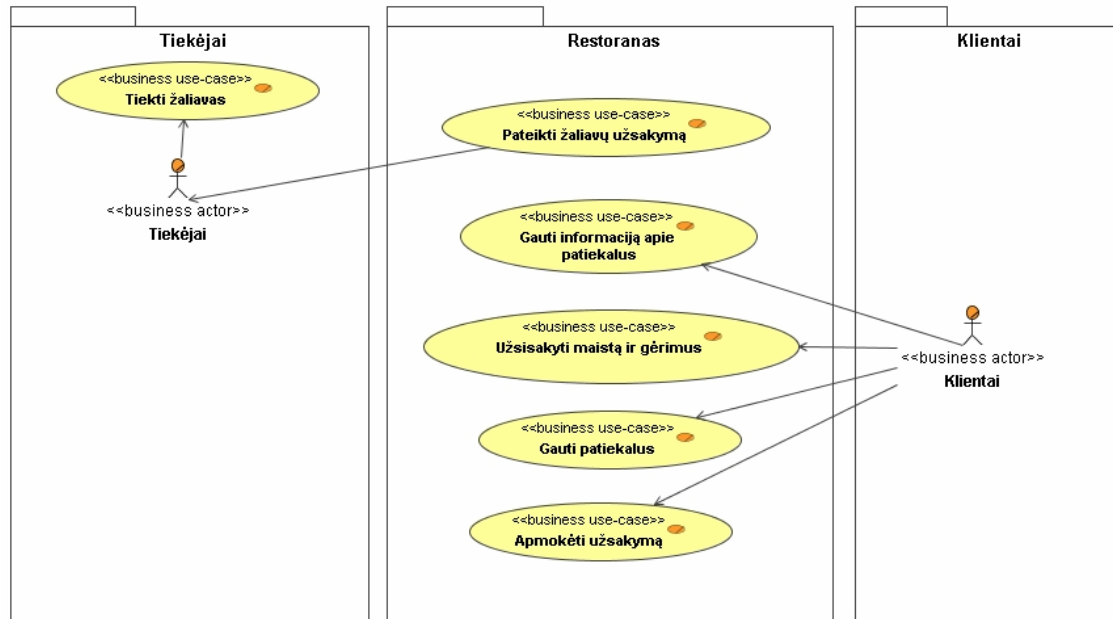 Tiekėjai
<<business use-case>>
Tiekti žaliavas
<<business actor>>
Tiekėjai
Restoranas
<<business use-case>>
Pateikti žaliavų užsakymą
<<business use-case>>
Gauti informaciją apie
patiekalus
<<business use-case>>
Užsisakyti maistą ir gėrimus
<<business use-case>>
Gauti patiekalus
<<business use-case>>
Apmokėti užsakymą
Klientai
<<business actor>>
Klientai